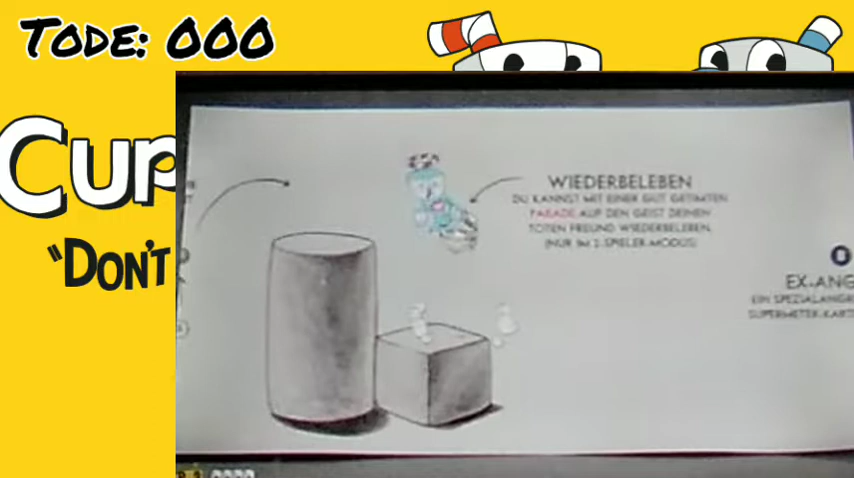 TODE: 000
CUP
"DON'T
WIEDERBELEBEN
DU KANNST MIT EINER GUT GETIMTEN
PARADE AUF DEN GEIST DEINEN
TOTEN FREUND WIEDERBELEBEN.
(NUR IM 2-SPIELER-MODUS)
EX-ANG
EIN SPEZIALANGR
SUPERMETER-KART